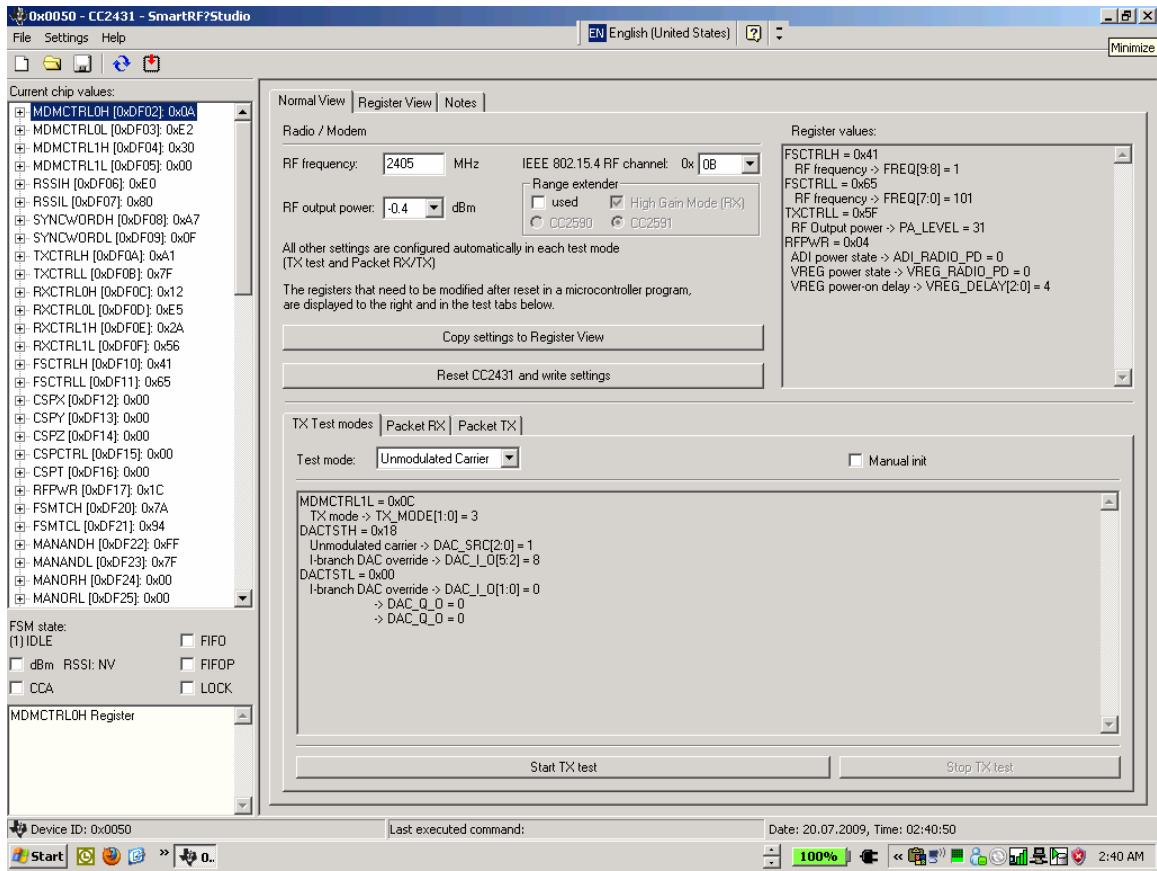 0x0050 - CC2431 - SmartRF?Studio
File Settings Help
EN English (United States)
Minimize
Current chip values:
MDMCTRL0H [0xDF02]: 0x0A
MDMCTRL0L [0xDF03]: 0xE2
MDMCTRL1H [0xDF04]: 0x30
MDMCTRL1L [0xDF05]: 0x00
RSSIH [0xDF06]: 0xE0
RSSIL [0xDF07]: 0x80
SYNCWORDH [0xDF08]: 0xA7
SYNCWORDL [0xDF09]: 0x0F
TXCTRLH [0xDF0A]: 0xA1
TXCTRLL [0xDF0B]: 0x7F
RXCTRL0H [0xDF0C]: 0x12
RXCTRL0L [0xDF0D]: 0xE5
RXCTRL1H [0xDF0E]: 0x2A
RXCTRL1L [0xDF0F]: 0x56
FSCTRLH [0xDF10]: 0x41
FSCTRLL [0xDF11]: 0x65
CSPX [0xDF12]: 0x00
CSPY [0xDF13]: 0x00
CSPZ [0xDF14]: 0x00
CSPCTRL [0xDF15]: 0x00
CSPT [0xDF16]: 0x00
RFPWR [0xDF17]: 0x1C
FSMTCH [0xDF20]: 0x7A
FSMTCL [0xDF21]: 0x94
MANANDH [0xDF22]: 0xFF
MANANDL [0xDF23]: 0x7F
MANORH [0xDF24]: 0x00
MANORL [0xDF25]: 0x00
FSM state:
(1) IDLE
FIFO
dBm RSSI: NV
FIFOP
CCA
LOCK
MDMCTRL0H Register
Normal View Register View Notes
Radio / Modem
RF frequency: 2405 MHz IEEE 802.15.4 RF channel: 0x 0B
Range extender
used High Gain Mode (RX)
RF output power: -0.4 dBm
CC2590 CC2591
All other settings are configured automatically in each test mode
(TX test and Packet RX/TX)
The registers that need to be modified after reset in a microcontroller program,
are displayed to the right and in the test tabs below.
Copy settings to Register View
Reset CC2431 and write settings
Register values:
FSCTRLH = 0x41
RF frequency -> FREQ[9:8] = 1
FSCTRLL = 0x65
RF frequency -> FREQ[7:0] = 101
TXCTRLL = 0x5F
RF Output power -> PA_LEVEL = 31
RFPWR = 0x04
ADI power state -> ADI_RADIO_PD = 0
VREG power state -> VREG_RADIO_PD = 0
VREG power-on delay -> VREG_DELAY[2:0] = 4
TX Test modes Packet RX Packet TX
Test mode: Unmodulated Carrier Manual init
MDMCTRL1L = 0x0C
TX mode -> TX_MODE[1:0] = 3
DACTSTH = 0x18
Unmodulated carrier -> DAC_SRC[2:0] = 1
I-branch DAC override -> DAC_I_O[5:2] = 8
DACTSTL = 0x00
I-branch DAC override -> DAC_I_O[1:0] = 0
-> DAC_Q_O = 0
-> DAC_Q_O = 0
Start TX test Stop TX test
Device ID: 0x0050 Last executed command: Date: 20.07.2009, Time: 02:40:50
Start » 0.. 100% « 2:40 AM